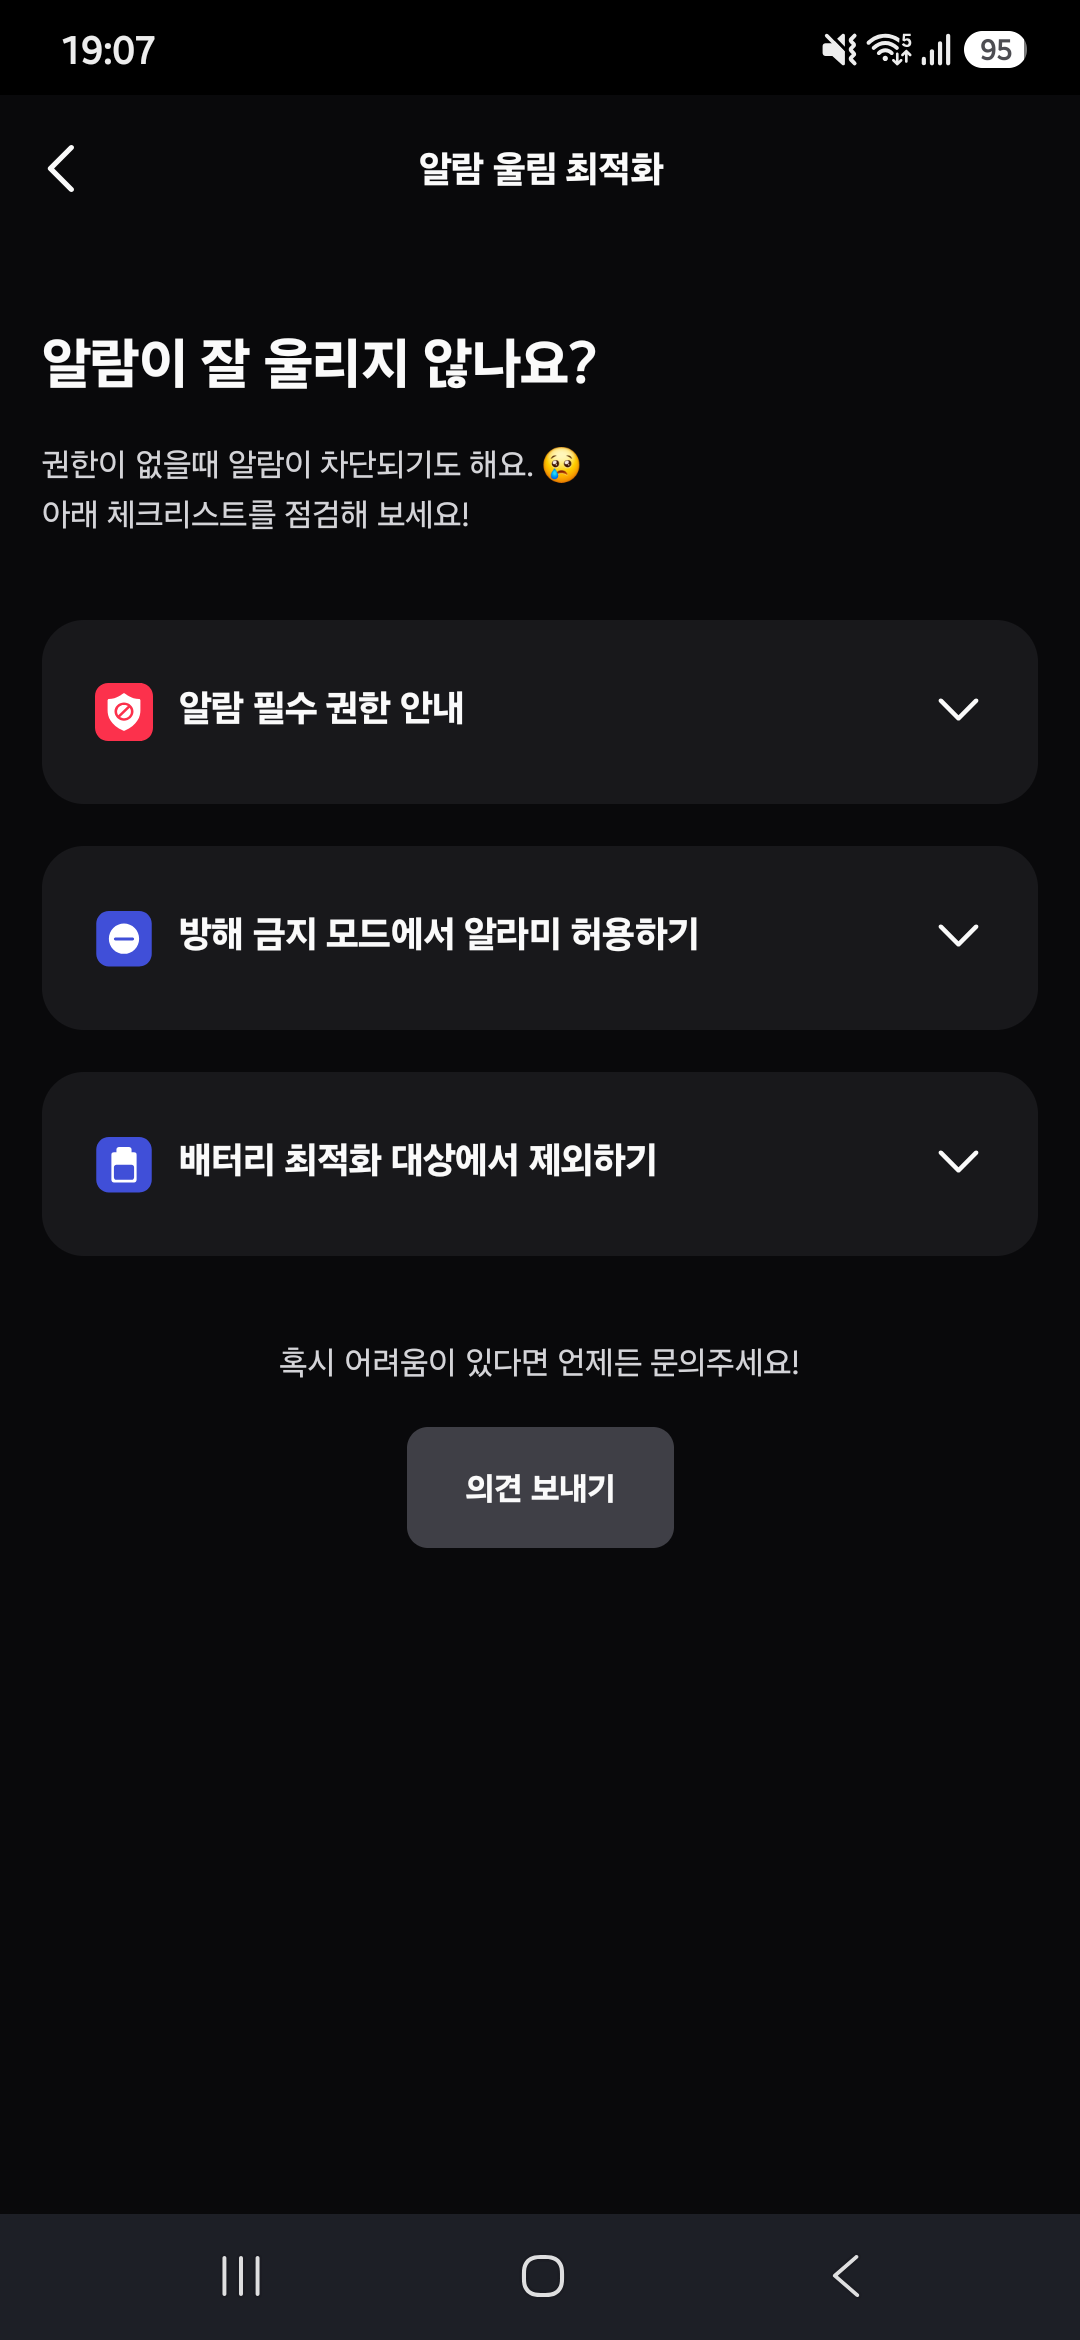 19:07
5
95
알람 울림 최적화
알람이 잘 울리지 않나요?
권한이 없을때 알람이 차단되기도 해요. 😢
아래 체크리스트를 점검해 보세요!
알람 필수 권한 안내
방해 금지 모드에서 알라미 허용하기
배터리 최적화 대상에서 제외하기
혹시 어려움이 있다면 언제든 문의주세요!
의견 보내기